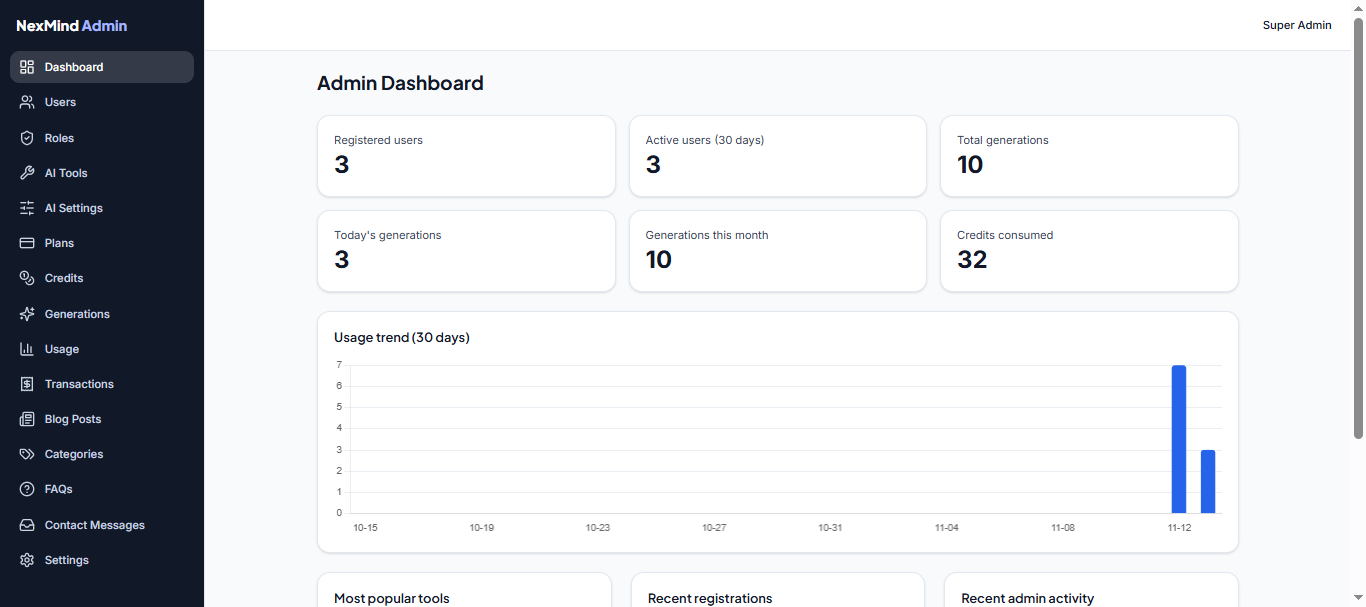 NexMind Admin
Super Admin
Dashboard
Users
Roles
AI Tools
AI Settings
Plans
Credits
Generations
Usage
Transactions
Blog Posts
Categories
FAQs
Contact Messages
Settings
Admin Dashboard
Registered users
3
Active users (30 days)
3
Total generations
10
Today's generations
3
Generations this month
10
Credits consumed
32
Usage trend (30 days)
7
6
5
4
3
2
1
0
10-15 10-19 10-23 10-27 10-31 11-04 11-08 11-12
Most popular tools
Recent registrations
Recent admin activity